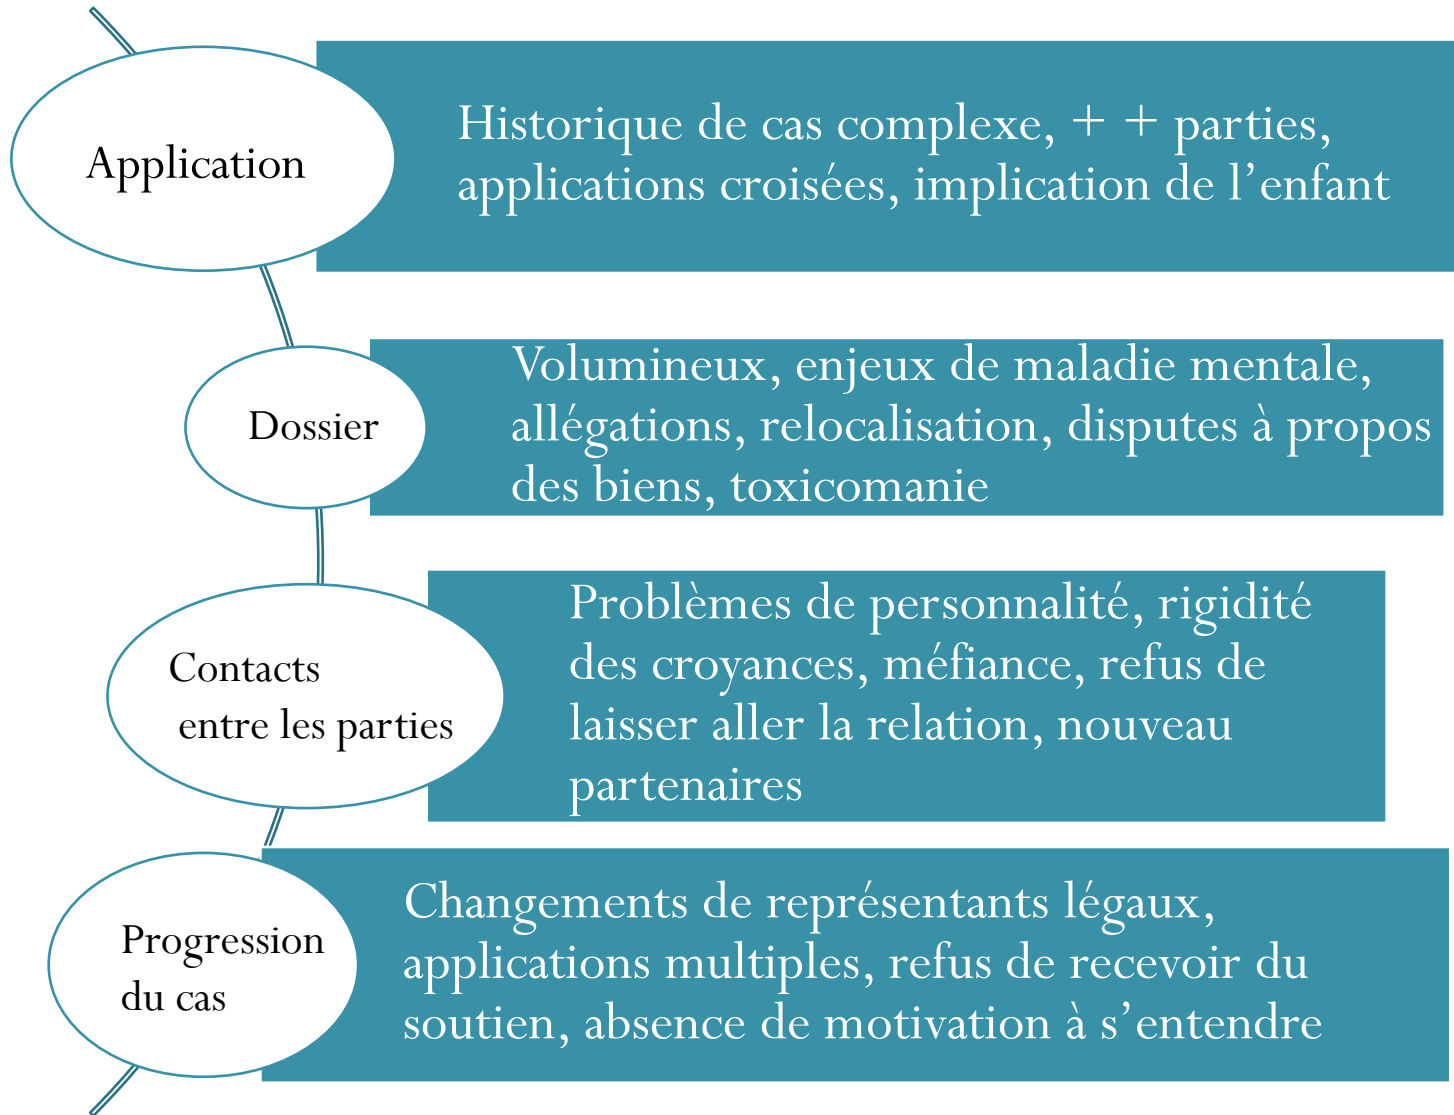 Application
Historique de cas complexe, + + parties,
applications croisées, implication de l’enfant
Dossier
Volumineux, enjeux de maladie mentale,
allégations, relocalisation, disputes à propos
des biens, toxicomanie
Contacts
entre les parties
Problèmes de personnalité, rigidité
des croyances, méfiance, refus de
laisser aller la relation, nouveau
partenaires
Progression
du cas
Changements de représentants légaux,
applications multiples, refus de recevoir du
soutien, absence de motivation à s’entendre